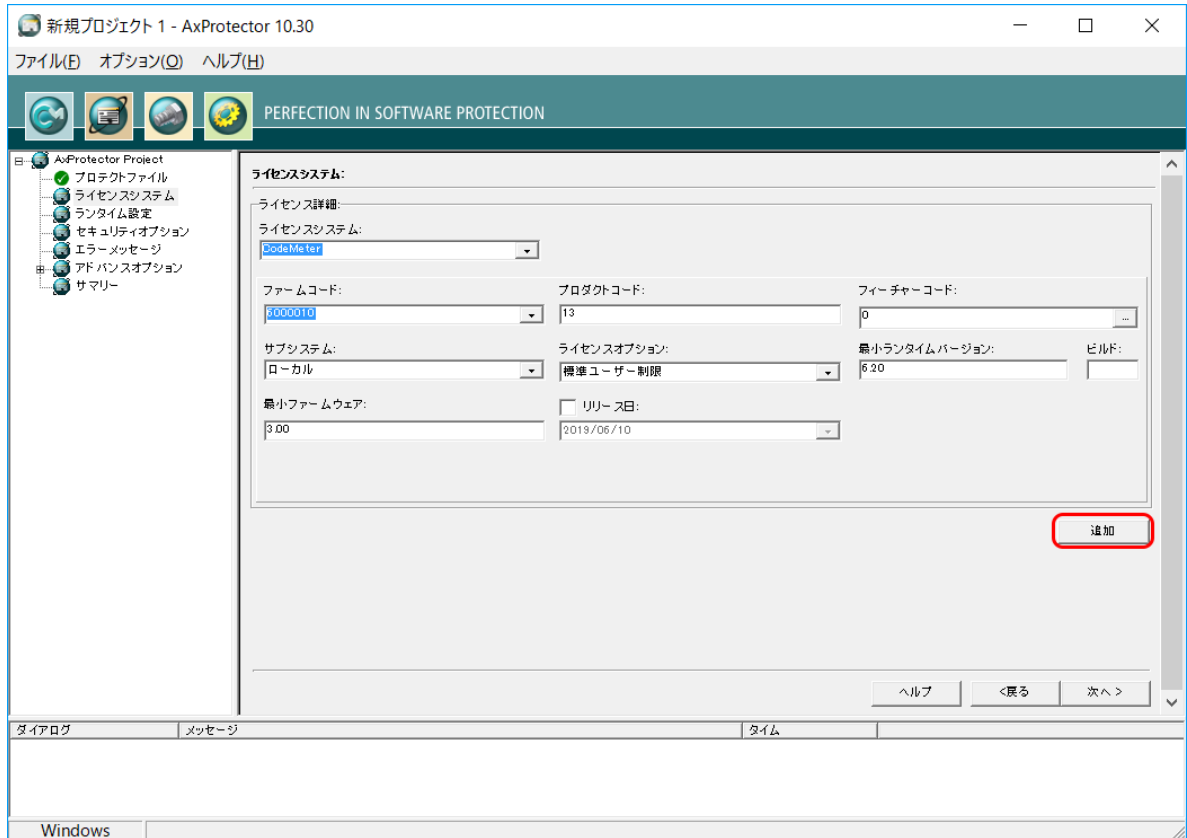 新規プロジェクト 1 - AxProtector 10.30
ファイル(F) オプション(O) ヘルプ(H)
PERFECTION IN SOFTWARE PROTECTION
AxProtector Project
プロテクトファイル
ライセンスシステム
ランタイム設定
セキュリティオプション
エラーメッセージ
アドバンスオプション
サマリー
ライセンスシステム:
ライセンス詳細:
ライセンスシステム:
CodeMeter
ファームコード: プロダクトコード: フィーチャーコード:
6000010 13 0 ...
サブシステム: ライセンスオプション: 最小ランタイムバージョン: ビルド:
ローカル 標準ユーザー制限 6.20
最小ファームウェア: リリース日:
3.00 2019/06/10
追加
ヘルプ <戻る 次へ >
ダイアログ メッセージ タイム
Windows